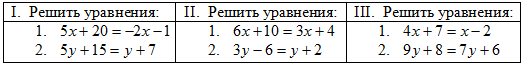 I. Решить уравнения:
1. 5x + 20 = –2x – 1
2. 5y + 15 = y + 7
II. Решить уравнения:
1. 6x + 10 = 3x + 4
2. 3y – 6 = y + 2
III. Решить уравнения:
1. 4x + 7 = x – 2
2. 9y + 8 = 7y + 6